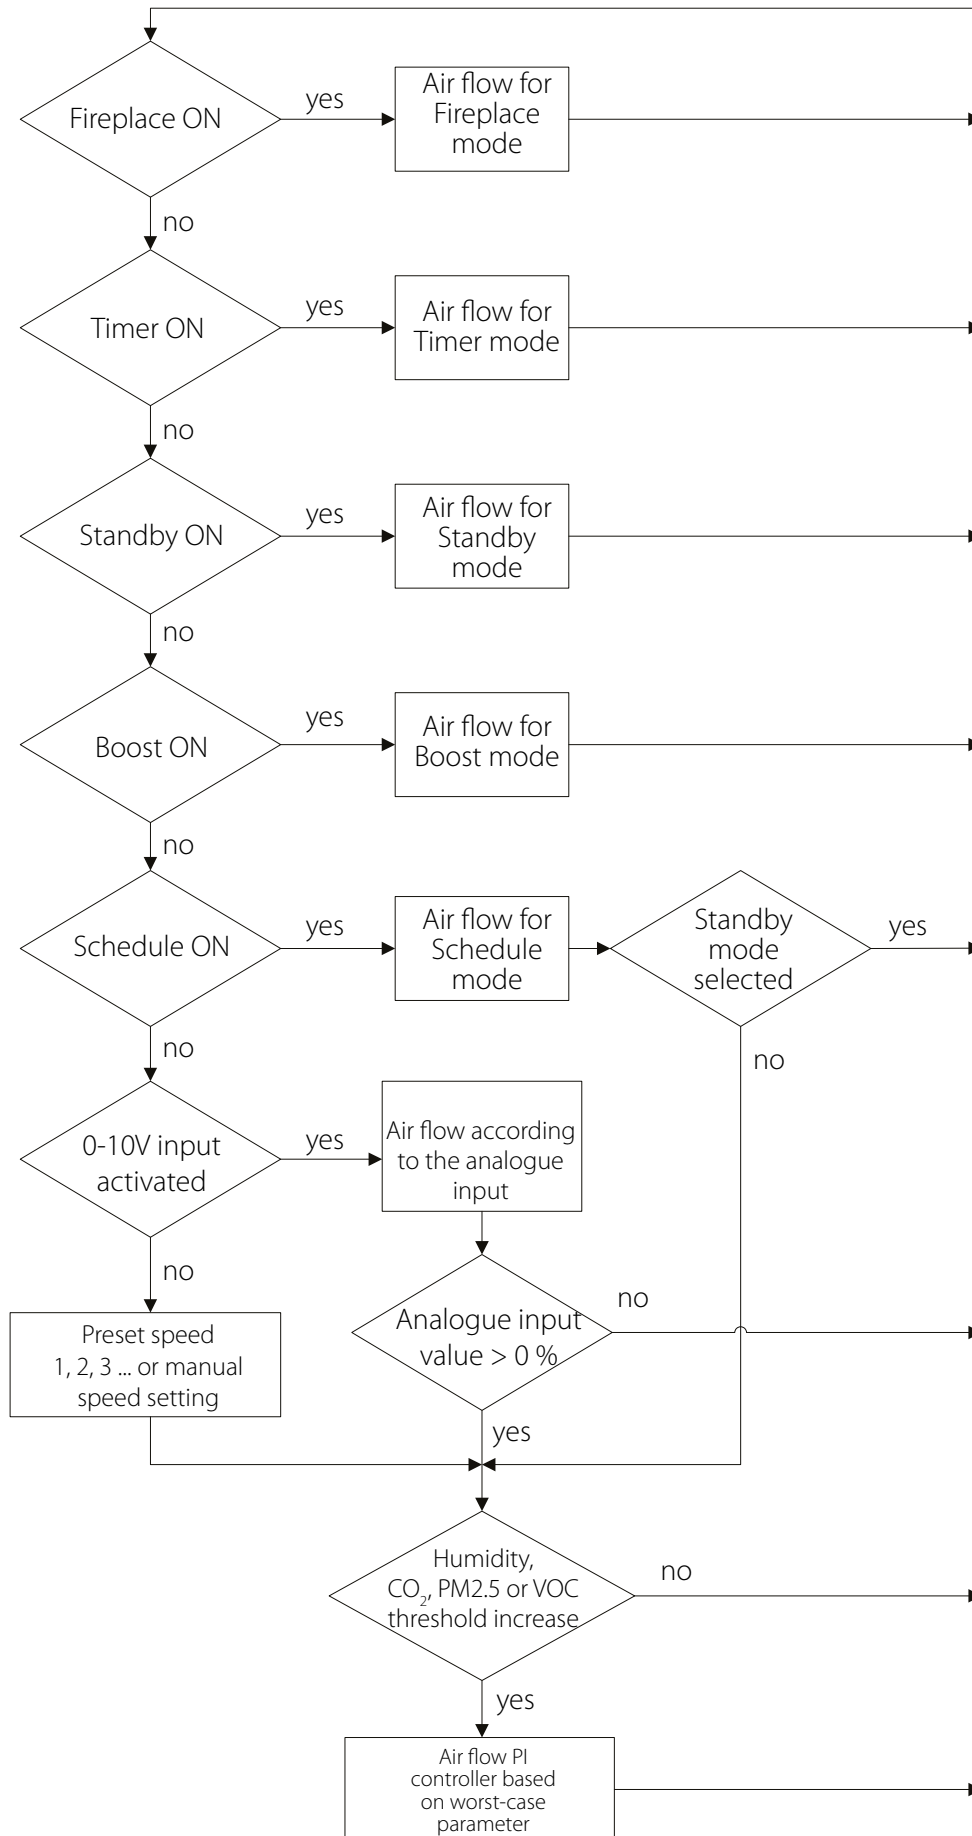 Fireplace ON
yes
Air flow for
Fireplace
mode
no
Timer ON
yes
Air flow for
Timer mode
no
Standby ON
yes
Air flow for
Standby
mode
no
Boost ON
yes
Air flow for
Boost mode
no
Schedule ON
yes
Air flow for
Schedule
mode
Standby
mode
selected
yes
no
no
0-10V input
activated
yes
Air flow according
to the analogue
input
no
Preset speed
1, 2, 3 ... or manual
speed setting
Analogue input
value > 0 %
no
yes
Humidity,
CO₂, PM2.5 or VOC
threshold increase
no
yes
Air flow PI
controller based
on worst-case
parameter